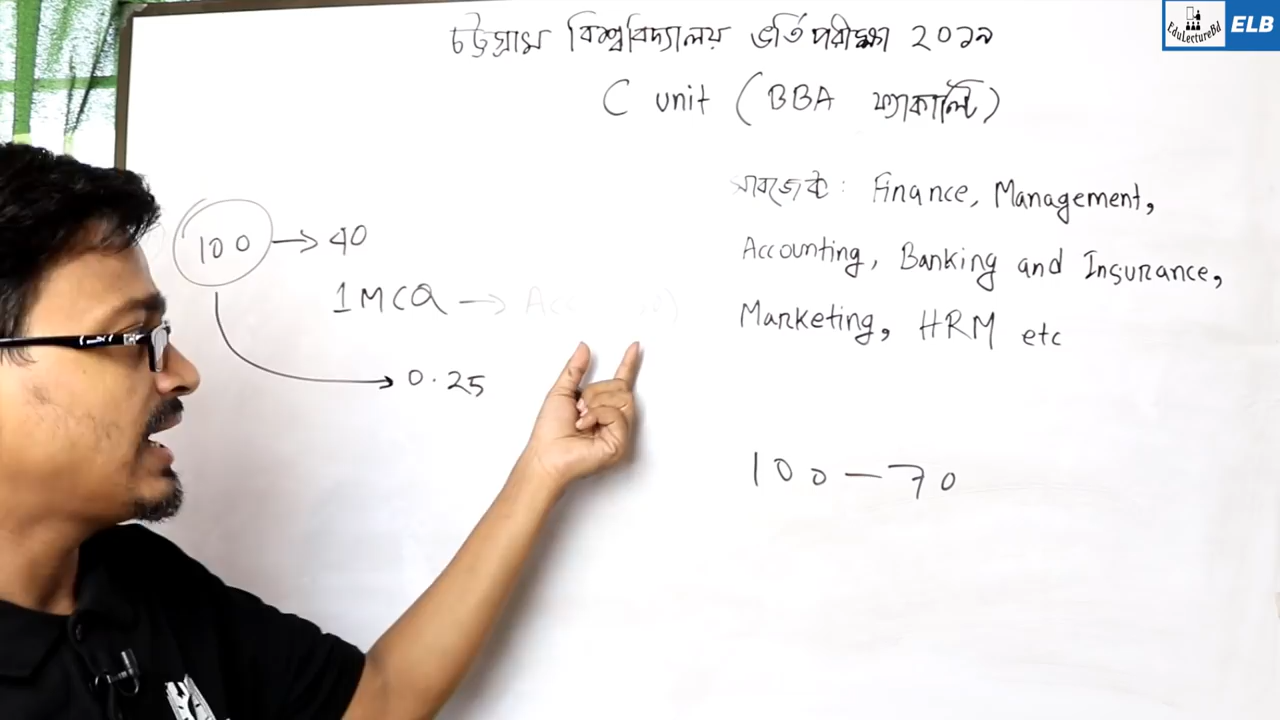 চট্টগ্রাম বিশ্ববিদ্যালয় ভর্তি পরীক্ষা ২০১৯
C unit (BBA ফ্যাকাল্টি)
সাবজেক্ট: Finance, Management,
Accounting, Banking and Insurance,
Marketing, HRM etc
100 → 40
1 MCQ →
0.25
100 - 70
EduLectureBd
ELB